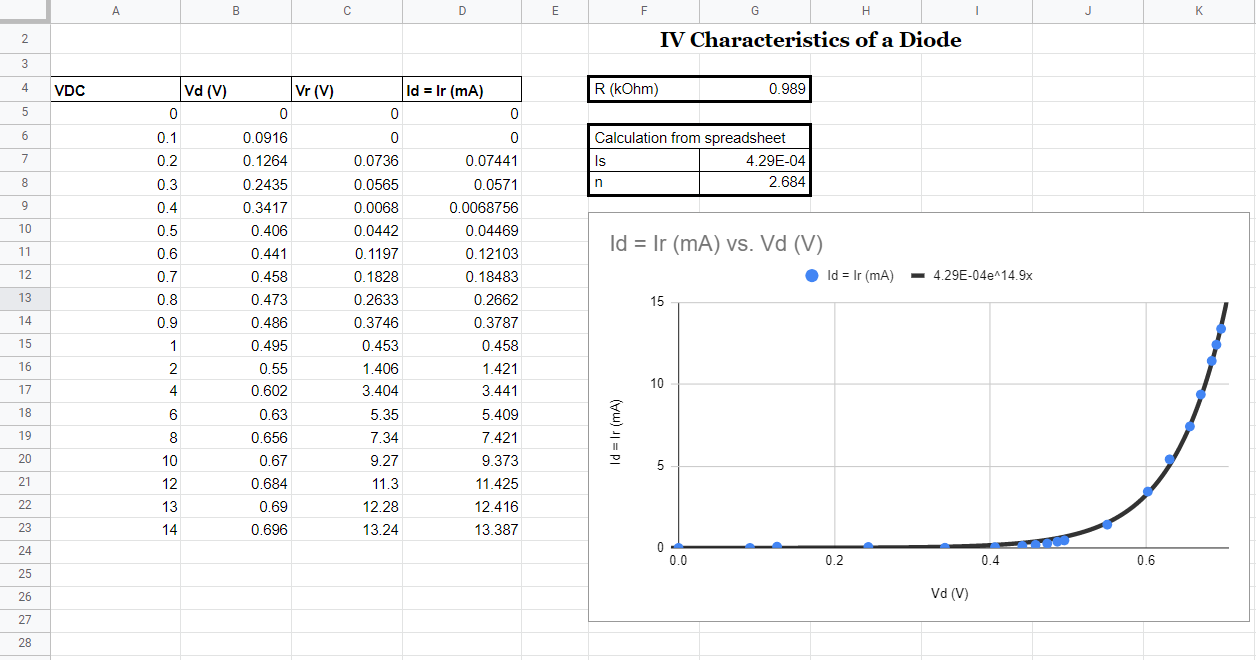 A B C D E F G H I J K
2 IV Characteristics of a Diode
3
4 VDC Vd (V) Vr (V) Id = Ir (mA) R (kOhm) 0.989
5 0 0 0 0
6 0.1 0.0916 0 0 Calculation from spreadsheet
7 0.2 0.1264 0.0736 0.07441 Is 4.29E-04
8 0.3 0.2435 0.0565 0.0571 n 2.684
9 0.4 0.3417 0.0068 0.0068756
10 0.5 0.406 0.0442 0.04469
11 0.6 0.441 0.1197 0.12103
12 0.7 0.458 0.1828 0.18483
13 0.8 0.473 0.2633 0.2662
14 0.9 0.486 0.3746 0.3787
15 1 0.495 0.453 0.458
16 2 0.55 1.406 1.421
17 4 0.602 3.404 3.441
18 6 0.63 5.35 5.409
19 8 0.656 7.34 7.421
20 10 0.67 9.27 9.373
21 12 0.684 11.3 11.425
22 13 0.69 12.28 12.416
23 14 0.696 13.24 13.387
24
25
26
27
28
Id = Ir (mA) vs. Vd (V)
Id = Ir (mA) 4.29E-04e^14.9x
15
10
5
0
Id = Ir (mA)
0.0 0.2 0.4 0.6
Vd (V)